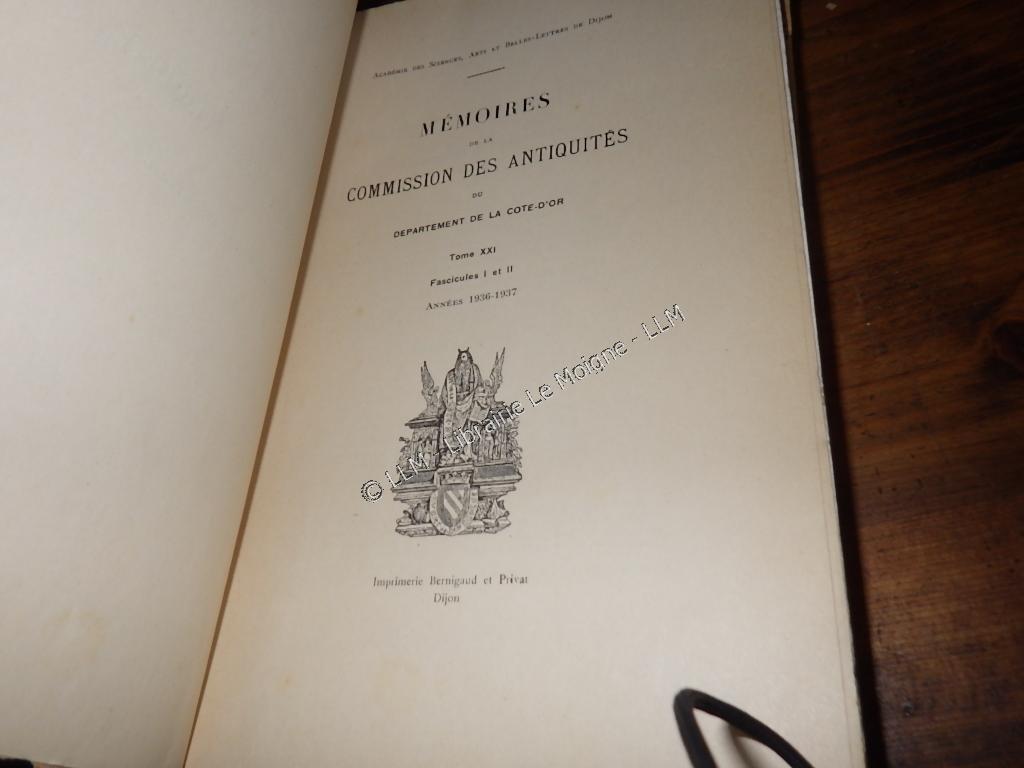 Académie des Sciences, Arts et Belles-Lettres de Dijon
MÉMOIRES
DE LA
COMMISSION DES ANTIQUITÉS
DU
DEPARTEMENT DE LA COTE-D'OR
Tome XXI
Fascicules I et II
Années 1936-1937
© LLM - Librairie Le Moigne - LLM
Imprimerie Bernigaud et Privat
Dijon